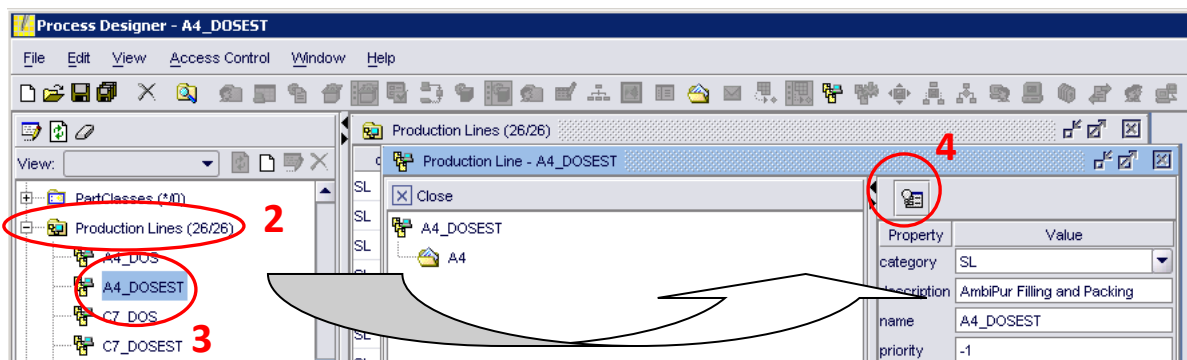 Process Designer - A4_DOSEST
File Edit View Access Control Window Help
View:
PartClasses (*/0)
Production Lines (26/26)
2
A4_DOS
A4_DOSEST
C7_DOS
C7_DOSEST
3
Production Lines (26/26)
SL
SL
SL
SL
Production Line - A4_DOSEST
Close
A4_DOSEST
A4
4
Property Value
category SL
description AmbiPur Filling and Packing
name A4_DOSEST
priority -1